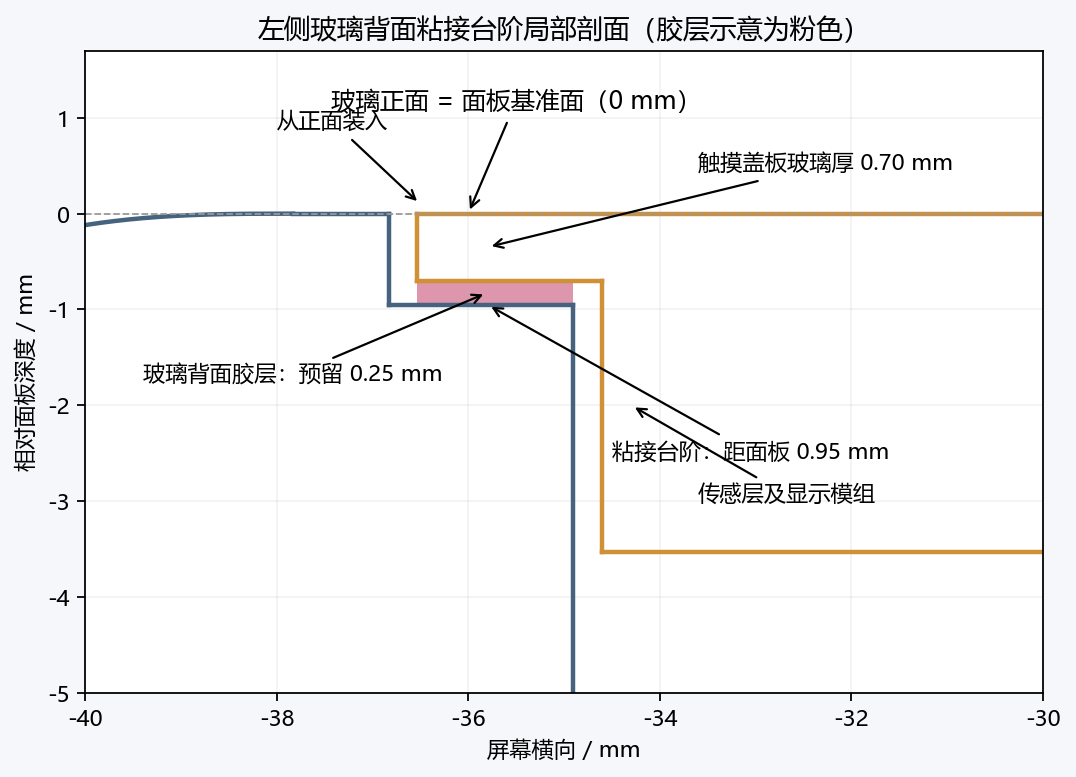 左侧玻璃背面粘接台阶局部剖面（胶层示意为粉色）
玻璃正面 = 面板基准面（0 mm）
从正面装入
触摸盖板玻璃厚 0.70 mm
玻璃背面胶层：预留 0.25 mm
粘接台阶：距面板 0.95 mm
传感层及显示模组
相对面板深度 / mm
1
0
-1
-2
-3
-4
-5
-40
-38
-36
-34
-32
-30
屏幕横向 / mm